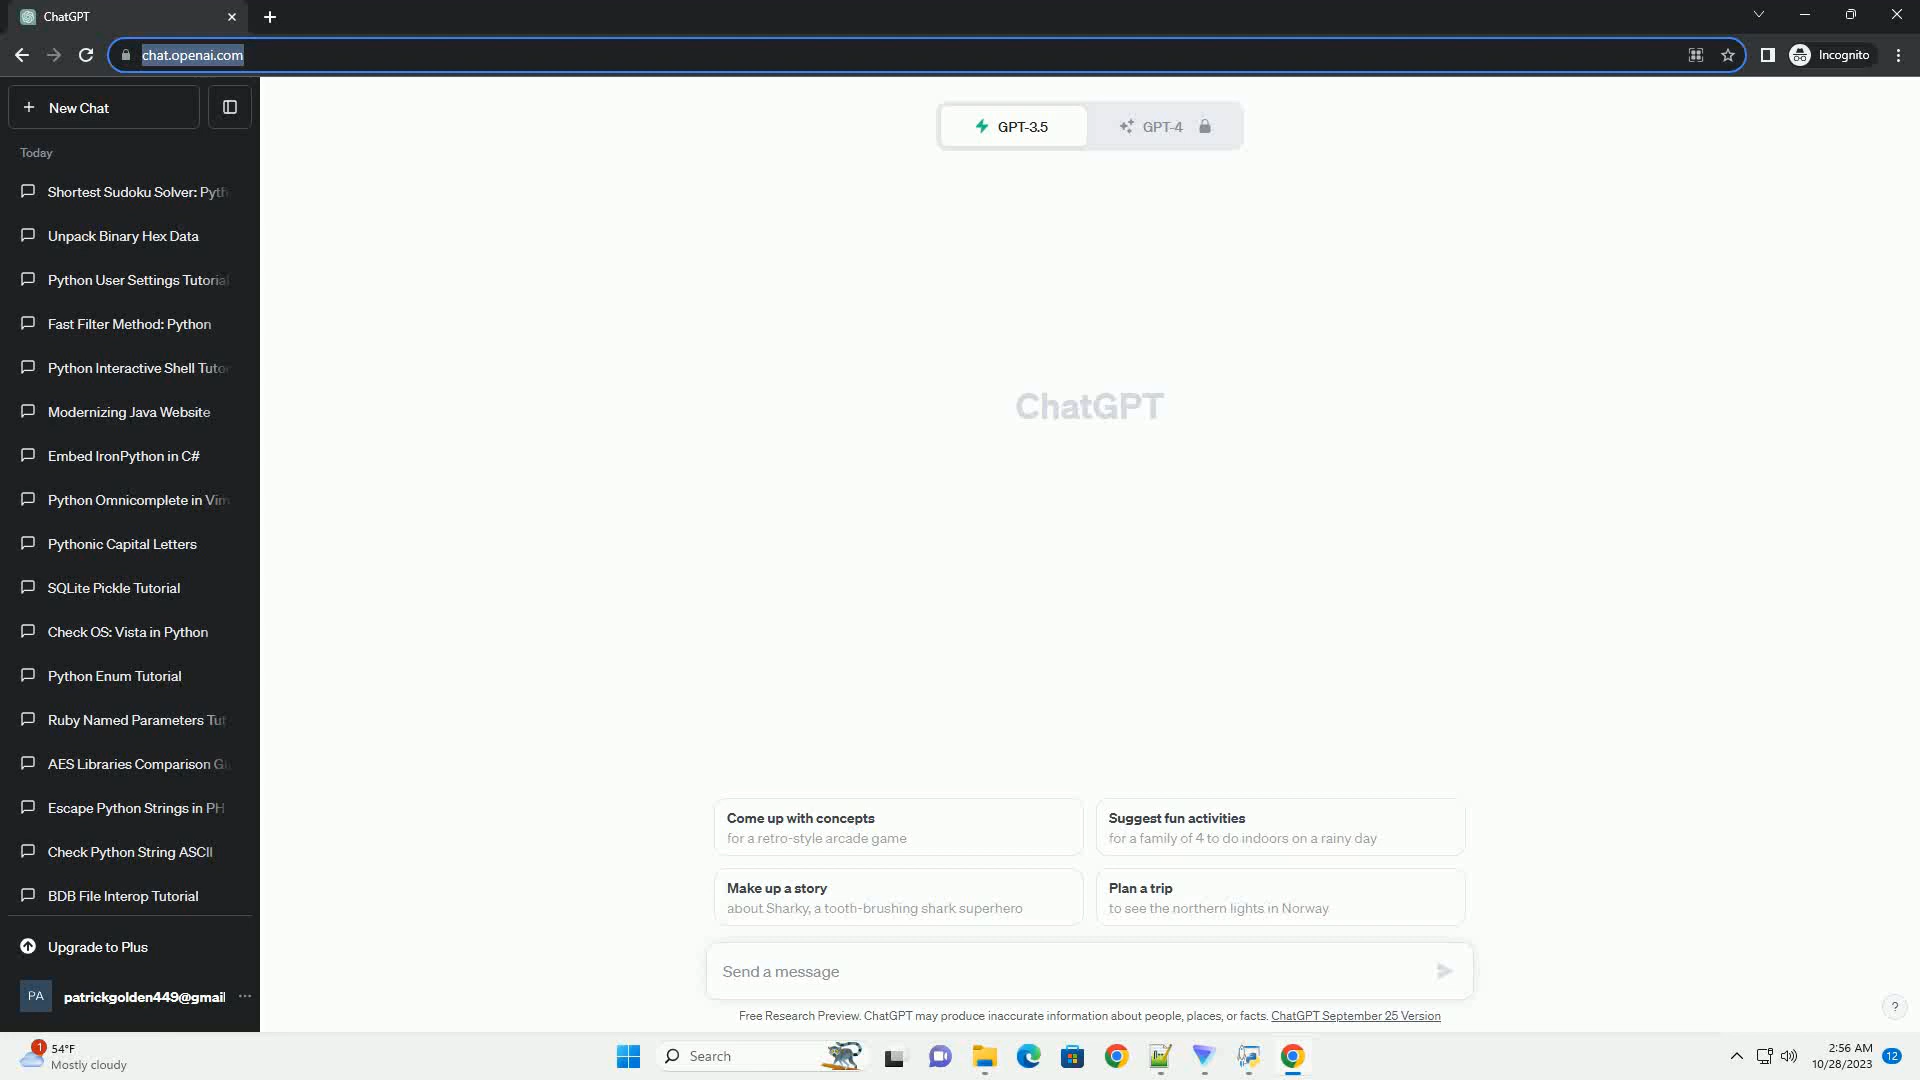 ChatGPT
chat.openai.com
Incognito
New Chat
Today
Shortest Sudoku Solver: Pyth
Unpack Binary Hex Data
Python User Settings Tutorial
Fast Filter Method: Python
Python Interactive Shell Tutor
Modernizing Java Website
Embed IronPython in C#
Python Omnicomplete in Vim
Pythonic Capital Letters
SQLite Pickle Tutorial
Check OS: Vista in Python
Python Enum Tutorial
Ruby Named Parameters Tut
AES Libraries Comparison G
Escape Python Strings in PH
Check Python String ASCII
BDB File Interop Tutorial
Upgrade to Plus
PA
patrickgolden449@gmail
GPT-3.5
GPT-4
ChatGPT
Come up with concepts
for a retro-style arcade game
Suggest fun activities
for a family of 4 to do indoors on a rainy day
Make up a story
about Sharky, a tooth-brushing shark superhero
Plan a trip
to see the northern lights in Norway
Send a message
Free Research Preview. ChatGPT may produce inaccurate information about people, places, or facts. ChatGPT September 25 Version
?
1
54°F
Mostly cloudy
Search
2:56 AM
10/28/2023
12